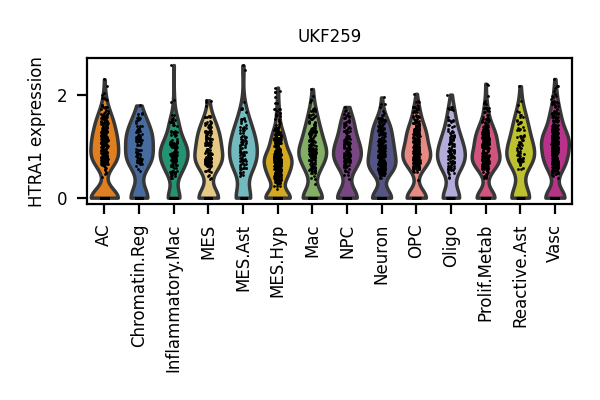 UKF259
HTRA1 expression
2
0
AC
Chromatin.Reg
Inflammatory.Mac
MES
MES.Ast
MES.Hyp
Mac
NPC
Neuron
OPC
Oligo
Prolif.Metab
Reactive.Ast
Vasc